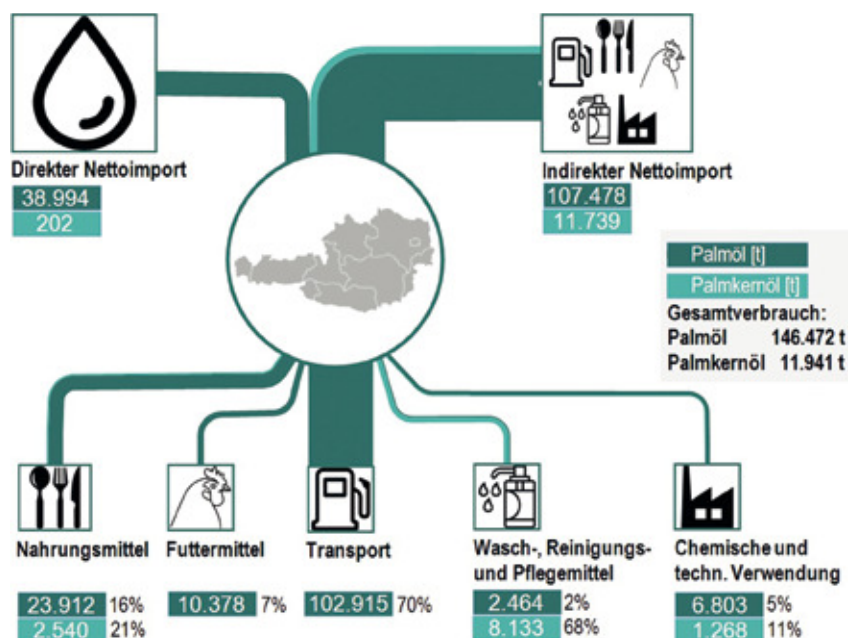 Direkter Nettoimport
38.994
202
Indirekter Nettoimport
107.478
11.739
Palmöl [t]
Palmkernöl [t]
Gesamtverbrauch:
Palmöl 146.472 t
Palmkernöl 11.941 t
Nahrungsmittel
23.912 16%
2.540 21%
Futtermittel
10.378 7%
Transport
102.915 70%
Wasch-, Reinigungs-
und Pflegemittel
2.464 2%
8.133 68%
Chemische und
techn. Verwendung
6.803 5%
1.268 11%